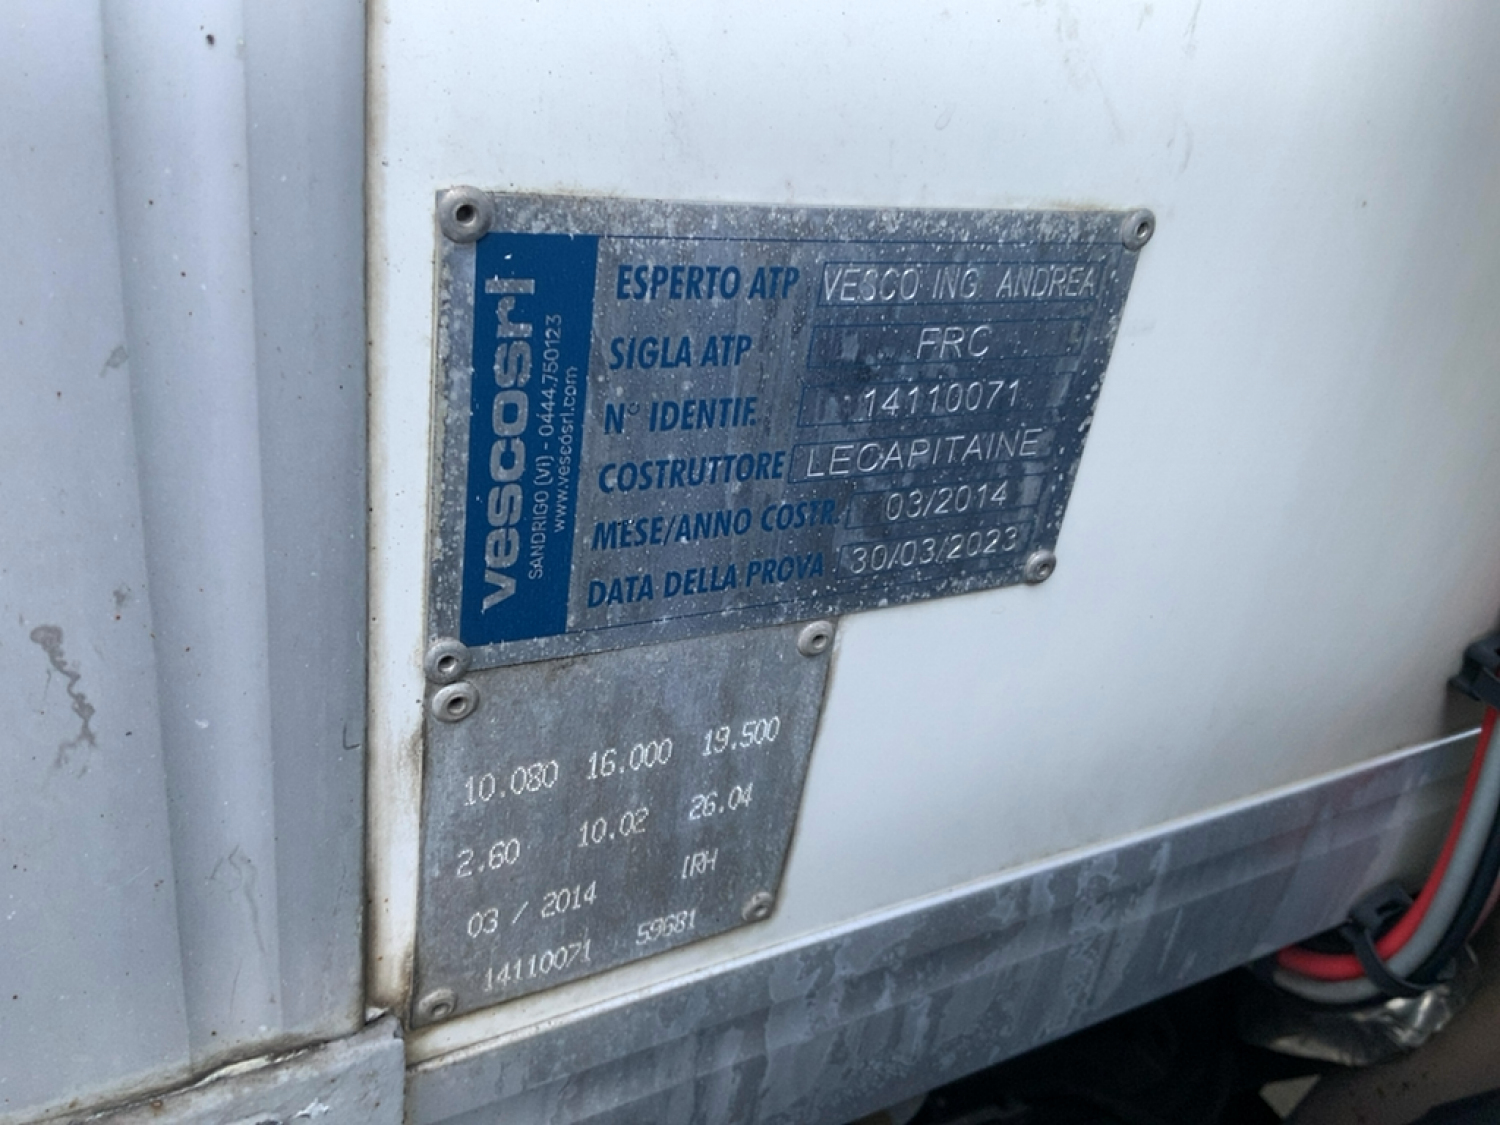 vescosrl
SANDRIGO (VI) - 0444.750123
www.vescosrl.com
ESPERTO ATP VESCO ING ANDREA
SIGLA ATP FRC
N° IDENTIF. 14110071
COSTRUTTORE LECAPITAINE
MESE/ANNO COSTR. 03/2014
DATA DELLA PROVA 30/03/2023
10.080 16.000 19.500
2.60 10.02 26.04
03 / 2014 IRH
14110071 59681